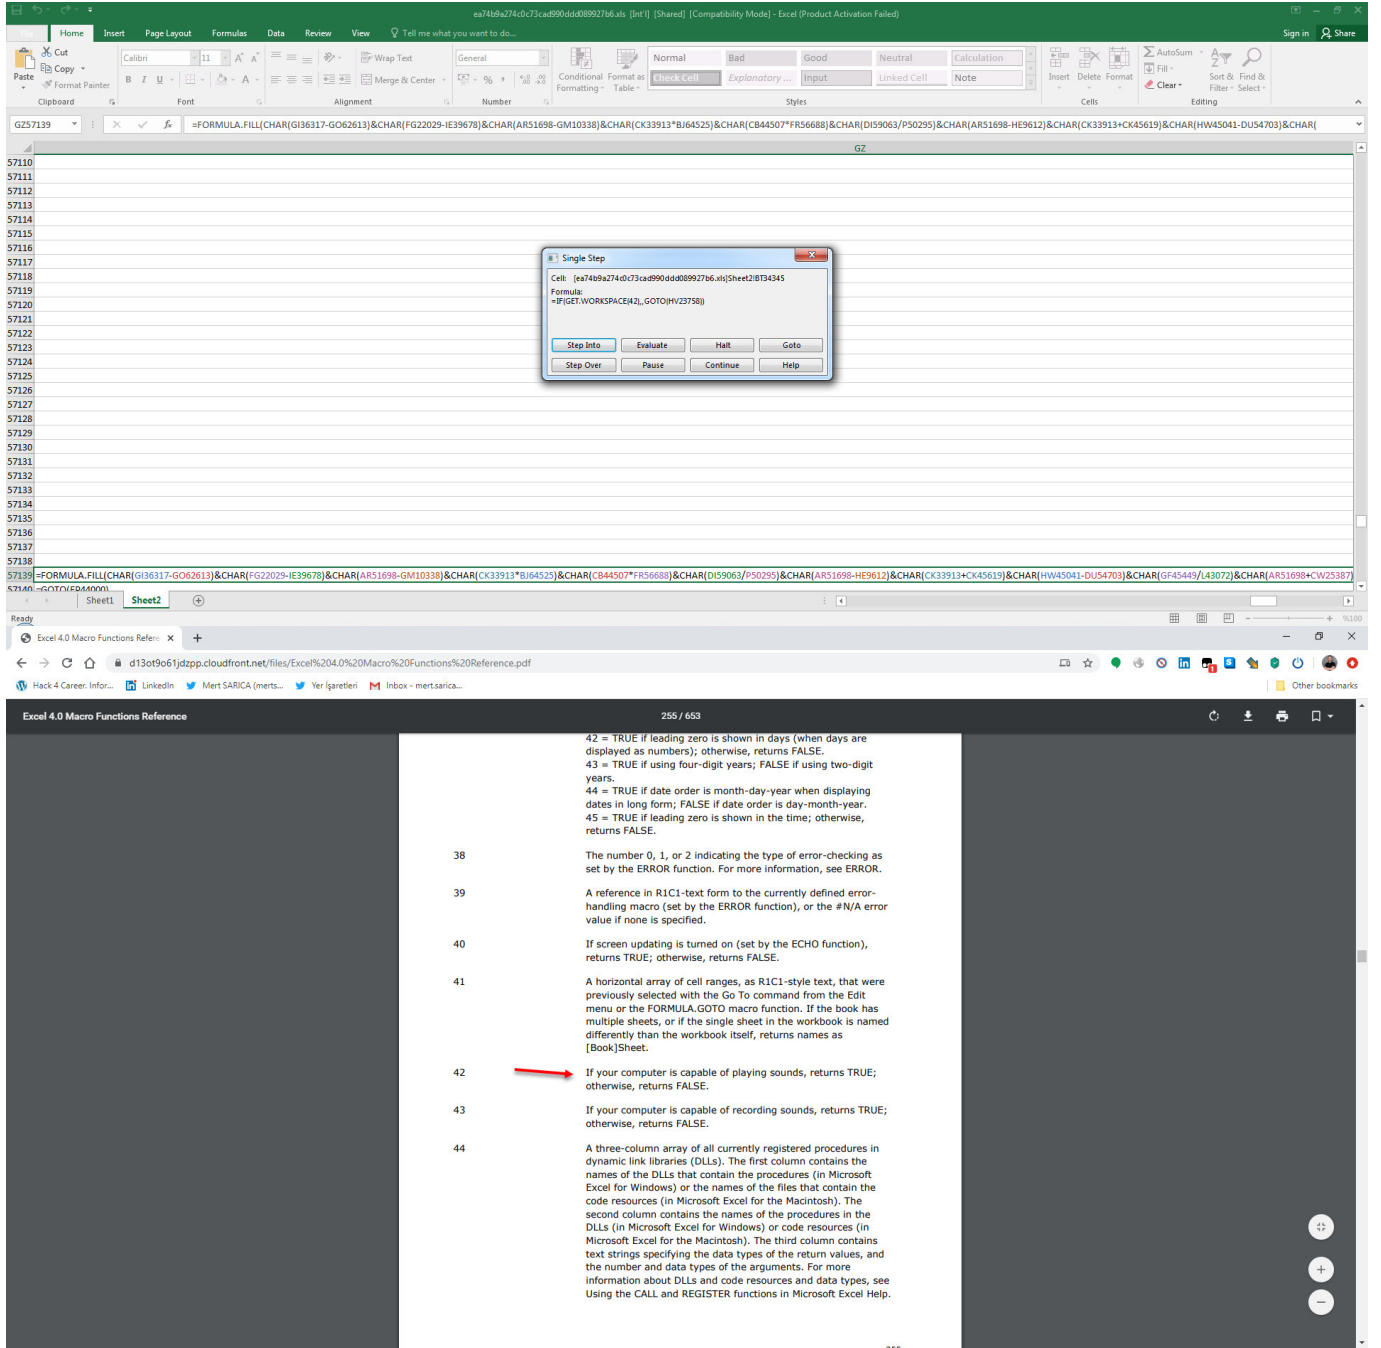 ea74b9a274c0c73cad990ddd089927b6.xls [Int'l] [Shared] [Compatibility Mode] - Excel (Product Activation Failed)
File Home Insert Page Layout Formulas Data Review View Tell me what you want to do... Sign in Share
Cut
Copy
Format Painter
Paste
Calibri 11
B I U
Wrap Text
Merge & Center
General
Conditional Formatting
Format as Table
Normal Bad Good Neutral Calculation
Check Cell Explanatory ... Input Linked Cell Note
Insert Delete Format
AutoSum
Fill
Clear
Sort & Filter
Find & Select
Clipboard Font Alignment Number Styles Cells Editing
GZ57139 =FORMULA.FILL(CHAR(GI36317-GO62613)&CHAR(FG22029-IE39678)&CHAR(AR51698-GM10338)&CHAR(CK33913*BJ64525)&CHAR(CB44507*FR56688)&CHAR(DI59063/P50295)&CHAR(AR51698-HE9612)&CHAR(CK33913+CK45619)&CHAR(HW45041-DU54703)&CHAR(
GZ
57110
57111
57112
57113
57114
57115
57116
57117
57118
57119
57120
57121
57122
57123
57124
57125
57126
57127
57128
57129
57130
57131
57132
57133
57134
57135
57136
57137
57138
Single Step
Cell: [ea74b9a274c0c73cad990ddd089927b6.xls]Sheet2!BT34345
Formula:
=IF(GET.WORKSPACE(42),,GOTO(HV23758))
Step Into Evaluate Halt Goto
Step Over Pause Continue Help
57139 =FORMULA.FILL(CHAR(GI36317-GO62613)&CHAR(FG22029-IE39678)&CHAR(AR51698-GM10338)&CHAR(CK33913*BJ64525)&CHAR(CB44507*FR56688)&CHAR(DI59063/P50295)&CHAR(AR51698-HE9612)&CHAR(CK33913+CK45619)&CHAR(HW45041-DU54703)&CHAR(GF45449/L43072)&CHAR(AR51698+CW25387)
57140 =GOTO(FP44000)
Sheet1 Sheet2
Ready %100
Excel 4.0 Macro Functions Refere
d13ot9o61jdzpp.cloudfront.net/files/Excel%204.0%20Macro%20Functions%20Reference.pdf
Hack 4 Career. Infor... LinkedIn Mert SARICA (merts... Yer İşaretleri Inbox - mert.sarica... Other bookmarks
Excel 4.0 Macro Functions Reference 255 / 653
42 = TRUE if leading zero is shown in days (when days are
displayed as numbers); otherwise, returns FALSE.
43 = TRUE if using four-digit years; FALSE if using two-digit
years.
44 = TRUE if date order is month-day-year when displaying
dates in long form; FALSE if date order is day-month-year.
45 = TRUE if leading zero is shown in the time; otherwise,
returns FALSE.
38 The number 0, 1, or 2 indicating the type of error-checking as
set by the ERROR function. For more information, see ERROR.
39 A reference in R1C1-text form to the currently defined error-
handling macro (set by the ERROR function), or the #N/A error
value if none is specified.
40 If screen updating is turned on (set by the ECHO function),
returns TRUE; otherwise, returns FALSE.
41 A horizontal array of cell ranges, as R1C1-style text, that were
previously selected with the Go To command from the Edit
menu or the FORMULA.GOTO macro function. If the book has
multiple sheets, or if the single sheet in the workbook is named
differently than the workbook itself, returns names as
[Book]Sheet.
42 If your computer is capable of playing sounds, returns TRUE;
otherwise, returns FALSE.
43 If your computer is capable of recording sounds, returns TRUE;
otherwise, returns FALSE.
44 A three-column array of all currently registered procedures in
dynamic link libraries (DLLs). The first column contains the
names of the DLLs that contain the procedures (in Microsoft
Excel for Windows) or the names of the files that contain the
code resources (in Microsoft Excel for the Macintosh). The
second column contains the names of the procedures in the
DLLs (in Microsoft Excel for Windows) or code resources (in
Microsoft Excel for the Macintosh). The third column contains
text strings specifying the data types of the return values, and
the number and data types of the arguments. For more
information about DLLs and code resources and data types, see
Using the CALL and REGISTER functions in Microsoft Excel Help.